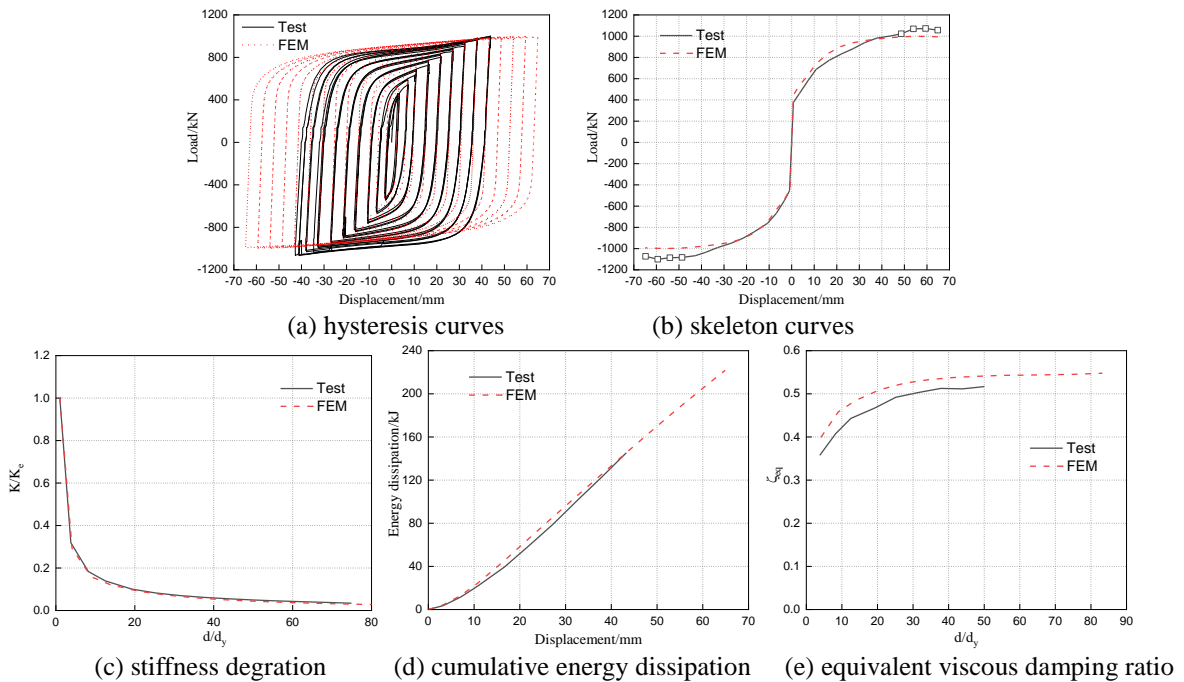 1200
800
400
0
-400
-800
1200
-70 -60 -50 -40 -30 -20 -10 0 10 20 30 40 50 60 70
Load/kN
Displacement/mm
Test
FEM
(a) hysteresis curves
1200
1000
800
600
400
200
0
-200
-400
-600
-800
-1000
1200
-70 -60 -50 -40 -30 -20 -10 0 10 20 30 40 50 60 70
Load/kN
Displacement/mm
Test
FEM
(b) skeleton curves
1.2
1.0
0.8
0.6
0.4
0.2
0.0
0 20 40 60 80
K/Ke
d/dy
Test
FEM
(c) stiffness degration
240
200
160
120
80
40
0
0 10 20 30 40 50 60 70
Energy dissipation/kJ
Displacement/mm
Test
FEM
(d) cumulative energy dissipation
0.6
0.5
0.4
0.3
0.2
0.1
0.0
0 10 20 30 40 50 60 70 80 90
ζeq
d/dy
Test
FEM
(e) equivalent viscous damping ratio